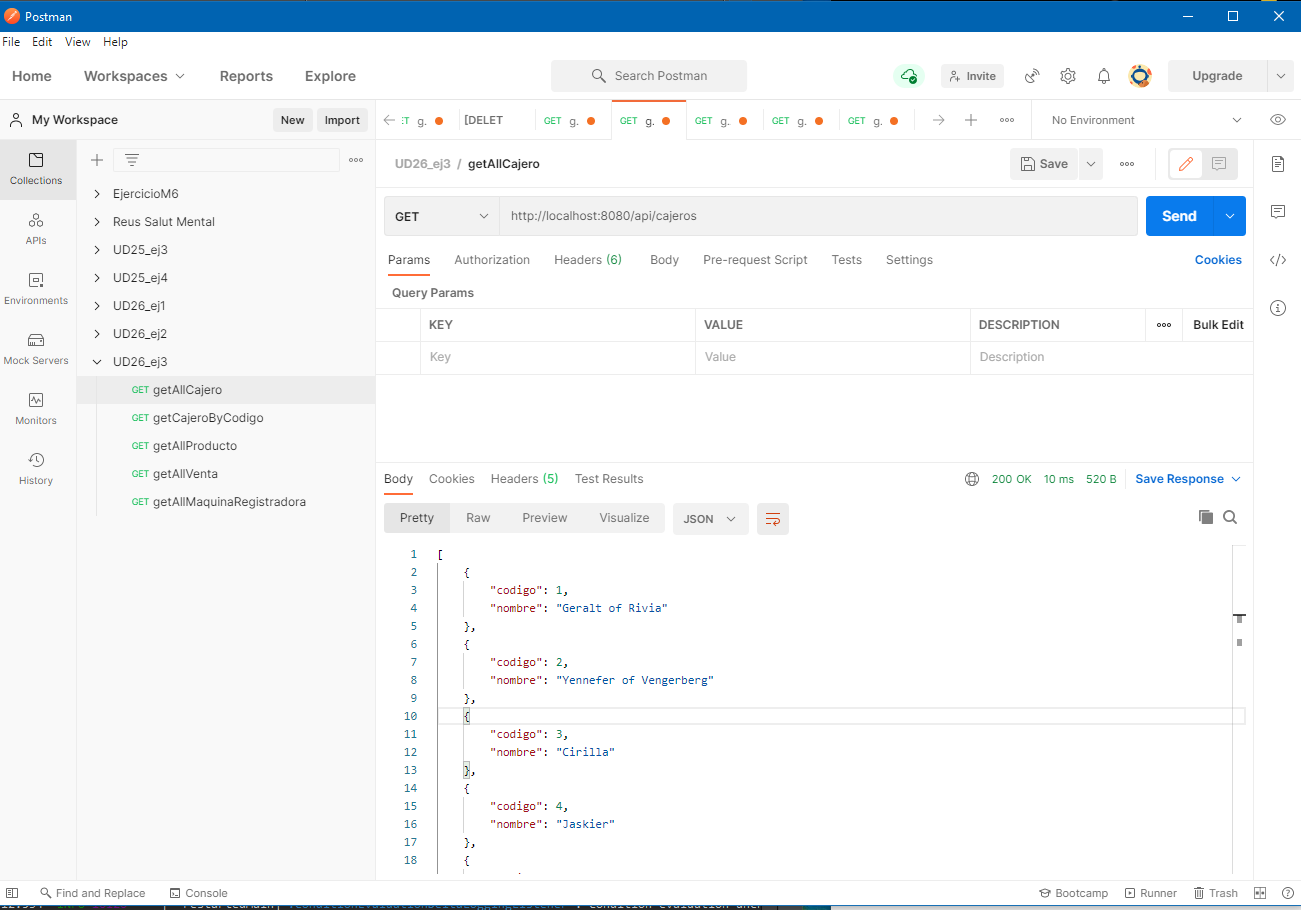 Postman
File Edit View Help
Home Workspaces Reports Explore Search Postman Invite Upgrade
My Workspace New Import
ET g. [DELET GET g. GET g. GET g. GET g. GET g. No Environment
Collections
APIs
Environments
Mock Servers
Monitors
History
EjercicioM6
Reus Salut Mental
UD25_ej3
UD25_ej4
UD26_ej1
UD26_ej2
UD26_ej3
GET getAllCajero
GET getCajeroByCodigo
GET getAllProducto
GET getAllVenta
GET getAllMaquinaRegistradora
UD26_ej3 / getAllCajero Save
GET http://localhost:8080/api/cajeros Send
Params Authorization Headers (6) Body Pre-request Script Tests Settings Cookies
Query Params
KEY VALUE DESCRIPTION Bulk Edit
Key Value Description
Body Cookies Headers (5) Test Results 200 OK 10 ms 520 B Save Response
Pretty Raw Preview Visualize JSON
1 [
2 {
3 "codigo": 1,
4 "nombre": "Geralt of Rivia"
5 },
6 {
7 "codigo": 2,
8 "nombre": "Yennefer of Vengerberg"
9 },
10 {
11 "codigo": 3,
12 "nombre": "Cirilla"
13 },
14 {
15 "codigo": 4,
16 "nombre": "Jaskier"
17 },
18 {
Find and Replace Console Bootcamp Runner Trash